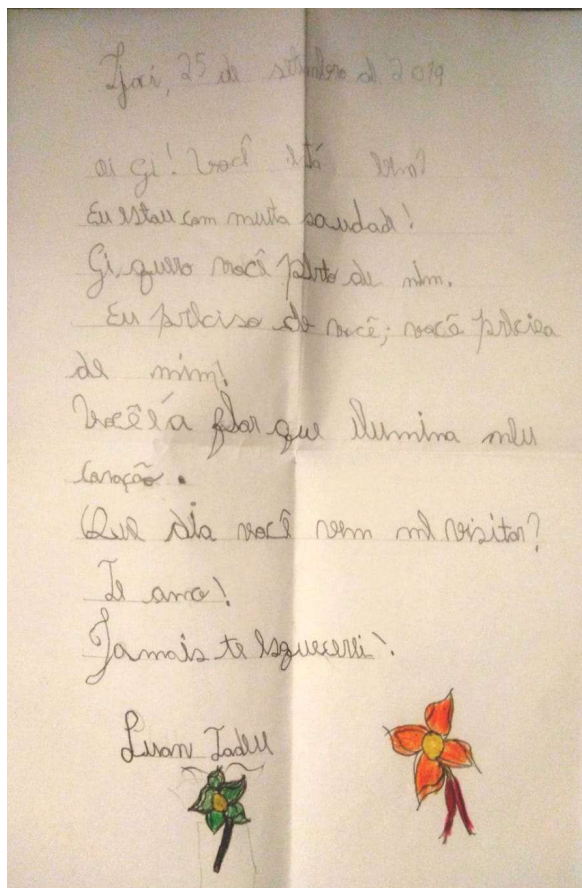 Ijuí, 25 de setembro de 2019
Oi Gi! Você está bem?
Eu estou com muita saudade!
Gi, quero você perto de mim.
Eu preciso de você; você precisa
de mim!
Você é a flor que ilumina meu
coração.
Que dia você vem me visitar?
Te amo!
Jamais te esquecerei!
Luan Tadeu